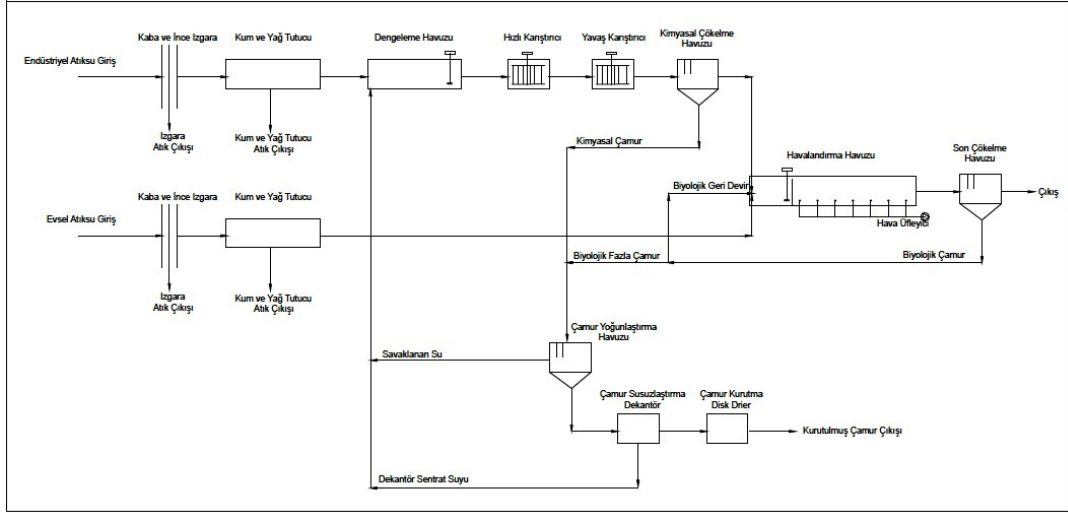 Kaba ve İnce Izgara
Kum ve Yağ Tutucu
Dengeleme Havuzu
Hızlı Karıştırıcı
Yavaş Karıştırıcı
Kimyasal Çökelme
Havuzu
Endüstriyel Atıksu Giriş
Izgara
Atık Çıkışı
Kum ve Yağ Tutucu
Atık Çıkışı
Kimyasal Çamur
Havalandırma Havuzu
Son Çökelme
Havuzu
Kaba ve İnce Izgara
Kum ve Yağ Tutucu
Biyolojik Geri Devir
Çıkış
Evsel Atıksu Giriş
Hava Üfleyici
Biyolojik Fazla Çamur
Biyolojik Çamur
Izgara
Atık Çıkışı
Kum ve Yağ Tutucu
Atık Çıkışı
Çamur Yoğunlaştırma
Havuzu
Savaklanan Su
Çamur Susuzlaştırma
Dekantör
Çamur Kurutma
Disk Drier
Kurutulmuş Çamur Çıkışı
Dekantör Sentrat Suyu